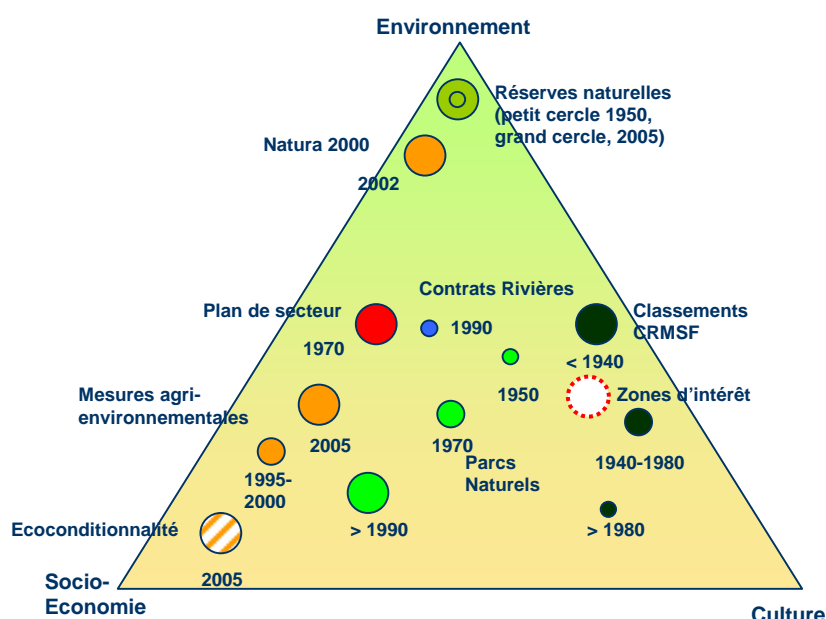 Environnement
Réserves naturelles
(petit cercle 1950,
grand cercle, 2005)
Natura 2000
2002
Contrats Rivières
Plan de secteur
1990
Classements
CRMSF
1970
< 1940
Mesures agri-
environnementales
1950
Zones d'intérêt
2005
1970
1940-1980
Parcs
Naturels
1995-
2000
Ecoconditionnalité
> 1990
> 1980
2005
Socio-
Economie
Culture